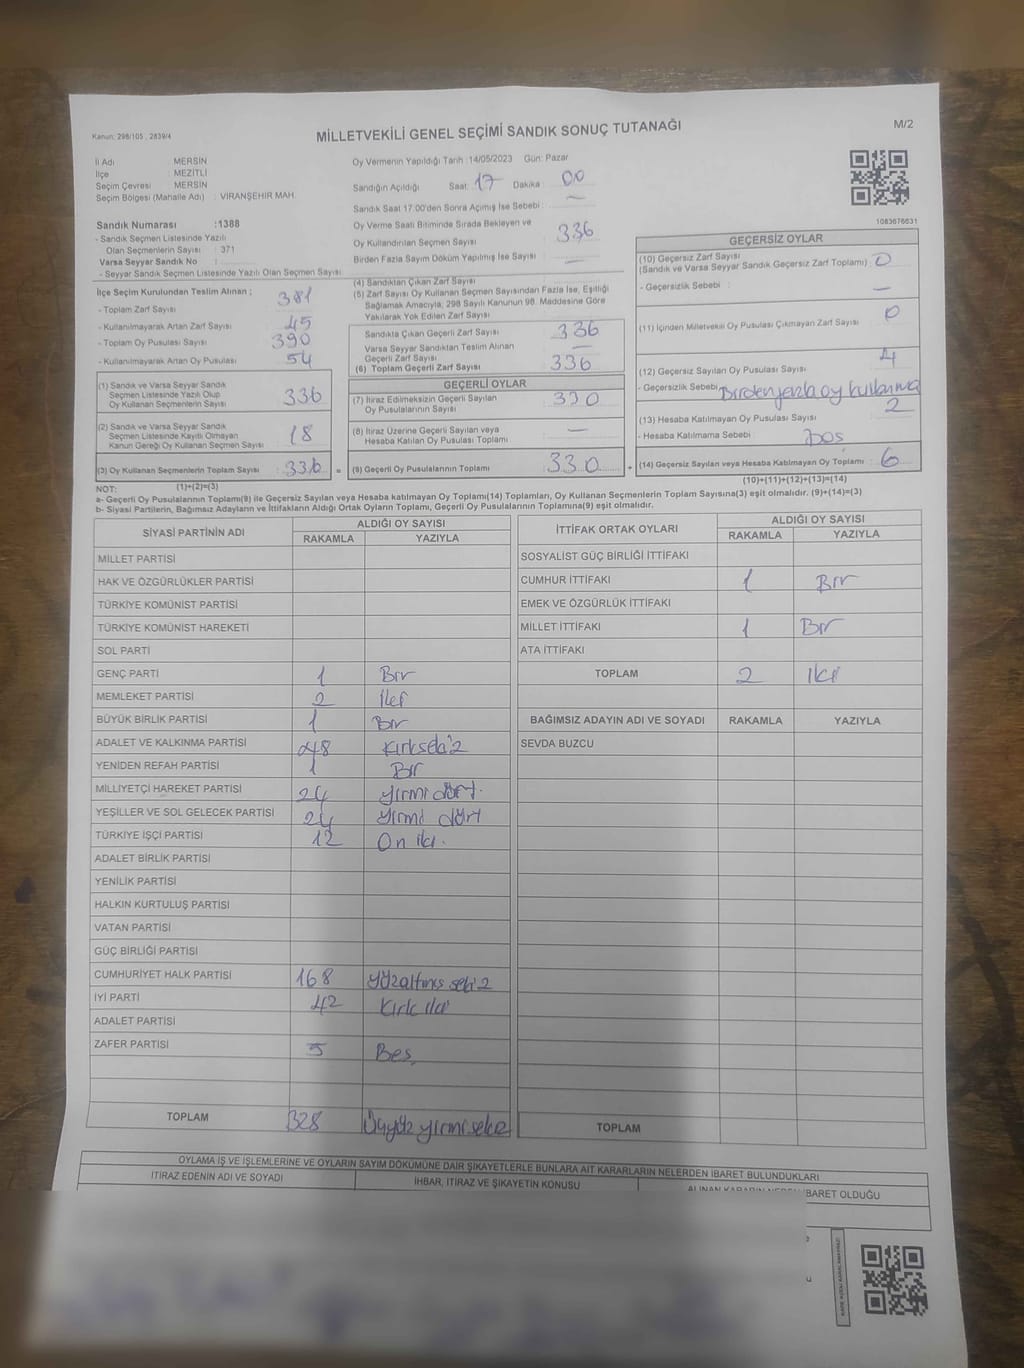 Kanun: 298/105 , 2839/4
MİLLETVEKİLİ GENEL SEÇİMİ SANDIK SONUÇ TUTANAĞI
M/2
İl Adı MERSİN
İlçe : MEZİTLİ
Seçim Çevresi : MERSİN
Seçim Bölgesi (Mahalle Adı) : VİRANŞEHİR MAH.
Oy Vermenin Yapıldığı Tarih :14/05/2023 Gün: Pazar
Sandığın Açıldığı Saat: 17 Dakika 00
Sandık Saat 17:00'den Sonra Açılmış İse Sebebi : —
Sandık Numarası :1388
- Sandık Seçmen Listesinde Yazılı
Olan Seçmenlerin Sayısı : 371
Varsa Seyyar Sandık No :
- Seyyar Sandık Seçmen Listesinde Yazılı Olan Seçmen Sayısı
Oy Verme Saati Bitiminde Sırada Bekleyen ve
Oy Kullandırılan Seçmen Sayısı 336
Birden Fazla Sayım Döküm Yapılmış İse Sayısı —
1083676631
İlçe Seçim Kurulundan Teslim Alınan ;
- Toplam Zarf Sayısı : 381
- Kullanılmayarak Artan Zarf Sayısı : 45
- Toplam Oy Pusulası Sayısı : 390
- Kullanılmayarak Artan Oy Pusulası : 54
(4) Sandıktan Çıkan Zarf Sayısı
(5) Zarf Sayısı Oy Kullanan Seçmen Sayısından Fazla İse, Eşitliği
Sağlamak Amacıyla; 298 Sayılı Kanunun 98. Maddesine Göre
Yakılarak Yok Edilen Zarf Sayısı
Sandıkta Çıkan Geçerli Zarf Sayısı 336
Varsa Seyyar Sandıktan Teslim Alınan
Geçerli Zarf Sayısı —
(6) Toplam Geçerli Zarf Sayısı 336
GEÇERSİZ OYLAR
(10) Geçersiz Zarf Sayısı
(Sandık ve Varsa Seyyar Sandık Geçersiz Zarf Toplamı) 0
- Geçersizlik Sebebi : —
(11) İçinden Milletvekil Oy Pusulası Çıkmayan Zarf Sayısı 0
(12) Geçersiz Sayılan Oy Pusulası Sayısı 4
- Geçersizlik Sebebi Birden fazla oy kullanma
(13) Hesaba Katılmayan Oy Pusulası Sayısı 2
- Hesaba Katılmama Sebebi Boş
(14) Geçersiz Sayılan veya Hesaba Katılmayan Oy Toplamı 6
(10)+(11)+(12)+(13)=(14)
(1) Sandık ve Varsa Seyyar Sandık
Seçmen Listesinde Yazılı Olup
Oy Kullanan Seçmenlerin Sayısı 336
(2) Sandık ve Varsa Seyyar Sandık
Seçmen Listesinde Kayıtlı Olmayan
Kanun Gereği Oy Kullanan Seçmen Sayısı 18
(3) Oy Kullanan Seçmenlerin Toplam Sayısı 336 =
(1)+(2)=(3)
GEÇERLİ OYLAR
(7) İtiraz Edilmeksizin Geçerli Sayılan
Oy Pusulalarının Sayısı 330
(8) İtiraz Üzerine Geçerli Sayılan veya
Hesaba Katılan Oy Pusulası Toplamı —
(9) Geçerli Oy Pusulalarının Toplamı 330 +
NOT:
a- Geçerli Oy Pusulalarının Toplamı(9) ile Geçersiz Sayılan veya Hesaba katılmayan Oy Toplamı(14) Toplamları, Oy Kullanan Seçmenlerin Toplam Sayısına(3) eşit olmalıdır. (9)+(14)=(3)
b- Siyasi Partilerin, Bağımsız Adayların ve İttifakların Aldığı Ortak Oyların Toplamı, Geçerli Oy Pusulalarının Toplamına(9) eşit olmalıdır.
SİYASİ PARTİNİN ADI ALDIĞI OY SAYISI
RAKAMLA YAZIYLA
MİLLET PARTİSİ
HAK VE ÖZGÜRLÜKLER PARTİSİ
TÜRKİYE KOMÜNİST PARTİSİ
TÜRKİYE KOMÜNİST HAREKETİ
SOL PARTİ
GENÇ PARTİ 1 Bir
MEMLEKET PARTİSİ 2 İki
BÜYÜK BİRLİK PARTİSİ 1 Bir
ADALET VE KALKINMA PARTİSİ 48 Kırksekiz
YENİDEN REFAH PARTİSİ 1 Bir
MİLLİYETÇİ HAREKET PARTİSİ 24 yirmi dört.
YEŞİLLER VE SOL GELECEK PARTİSİ 24 yirmi dört
TÜRKİYE İŞÇİ PARTİSİ 12 On iki.
ADALET BİRLİK PARTİSİ
YENİLİK PARTİSİ
HALKIN KURTULUŞ PARTİSİ
VATAN PARTİSİ
GÜÇ BİRLİĞİ PARTİSİ
CUMHURİYET HALK PARTİSİ 168 yüzaltmış sekiz
İYİ PARTİ 42 Kırk iki
ADALET PARTİSİ
ZAFER PARTİSİ 5 Beş
TOPLAM 328 Üçyüz yirmisekiz
İTTİFAK ORTAK OYLARI ALDIĞI OY SAYISI
RAKAMLA YAZIYLA
SOSYALİST GÜÇ BİRLİĞİ İTTİFAKI
CUMHUR İTTİFAKI 1 Bir
EMEK VE ÖZGÜRLÜK İTTİFAKI
MİLLET İTTİFAKI 1 Bir
ATA İTTİFAKI
TOPLAM 2 İki
BAĞIMSIZ ADAYIN ADI VE SOYADI RAKAMLA YAZIYLA
SEVDA BUZCU
TOPLAM
OYLAMA İŞ VE İŞLEMLERİNE VE OYLARIN SAYIM DÖKÜMÜNE DAİR ŞİKAYETLERLE BUNLARA AİT KARARLARIN NELERDEN İBARET BULUNDUKLARI
İTİRAZ EDENİN ADI VE SOYADI İHBAR, İTİRAZ VE ŞİKAYETİN KONUSU ALINAN KARARIN NEDEN İBARET OLDUĞU